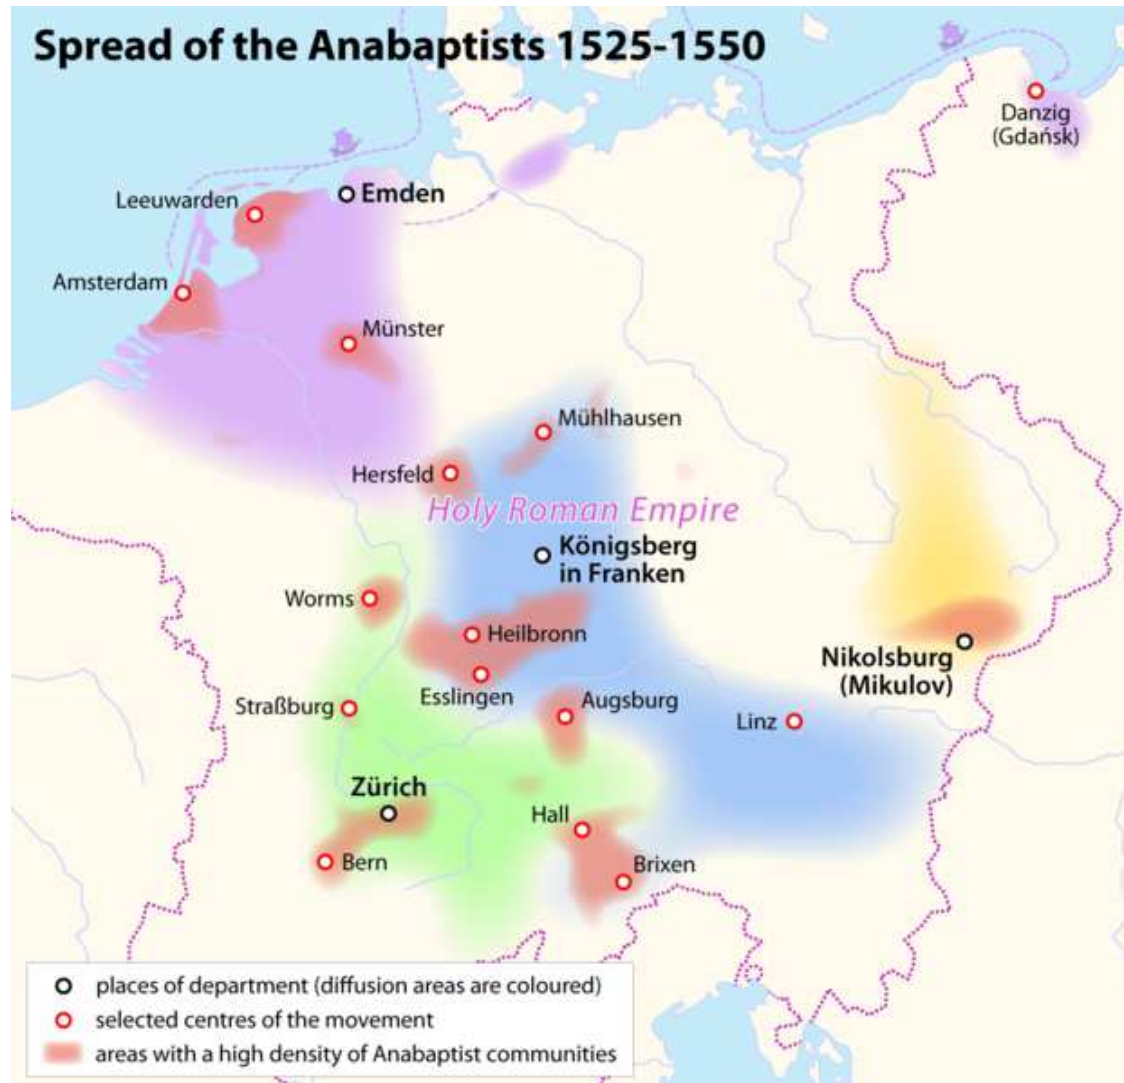 Spread of the Anabaptists 1525-1550
Danzig
(Gdańsk)
Leeuwarden
Emden
Amsterdam
Münster
Mühlhausen
Hersfeld
Holy Roman Empire
Königsberg
in Franken
Worms
Heilbronn
Nikolsburg
(Mikulov)
Esslingen
Straßburg
Augsburg
Linz
Zürich
Hall
Bern
Brixen
places of department (diffusion areas are coloured)
selected centres of the movement
areas with a high density of Anabaptist communities